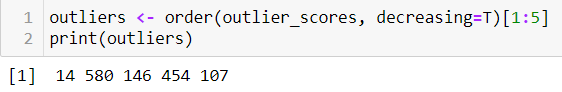 1 outliers <- order(outlier_scores, decreasing=T)[1:5]
2 print(outliers)
[1] 14 580 146 454 107